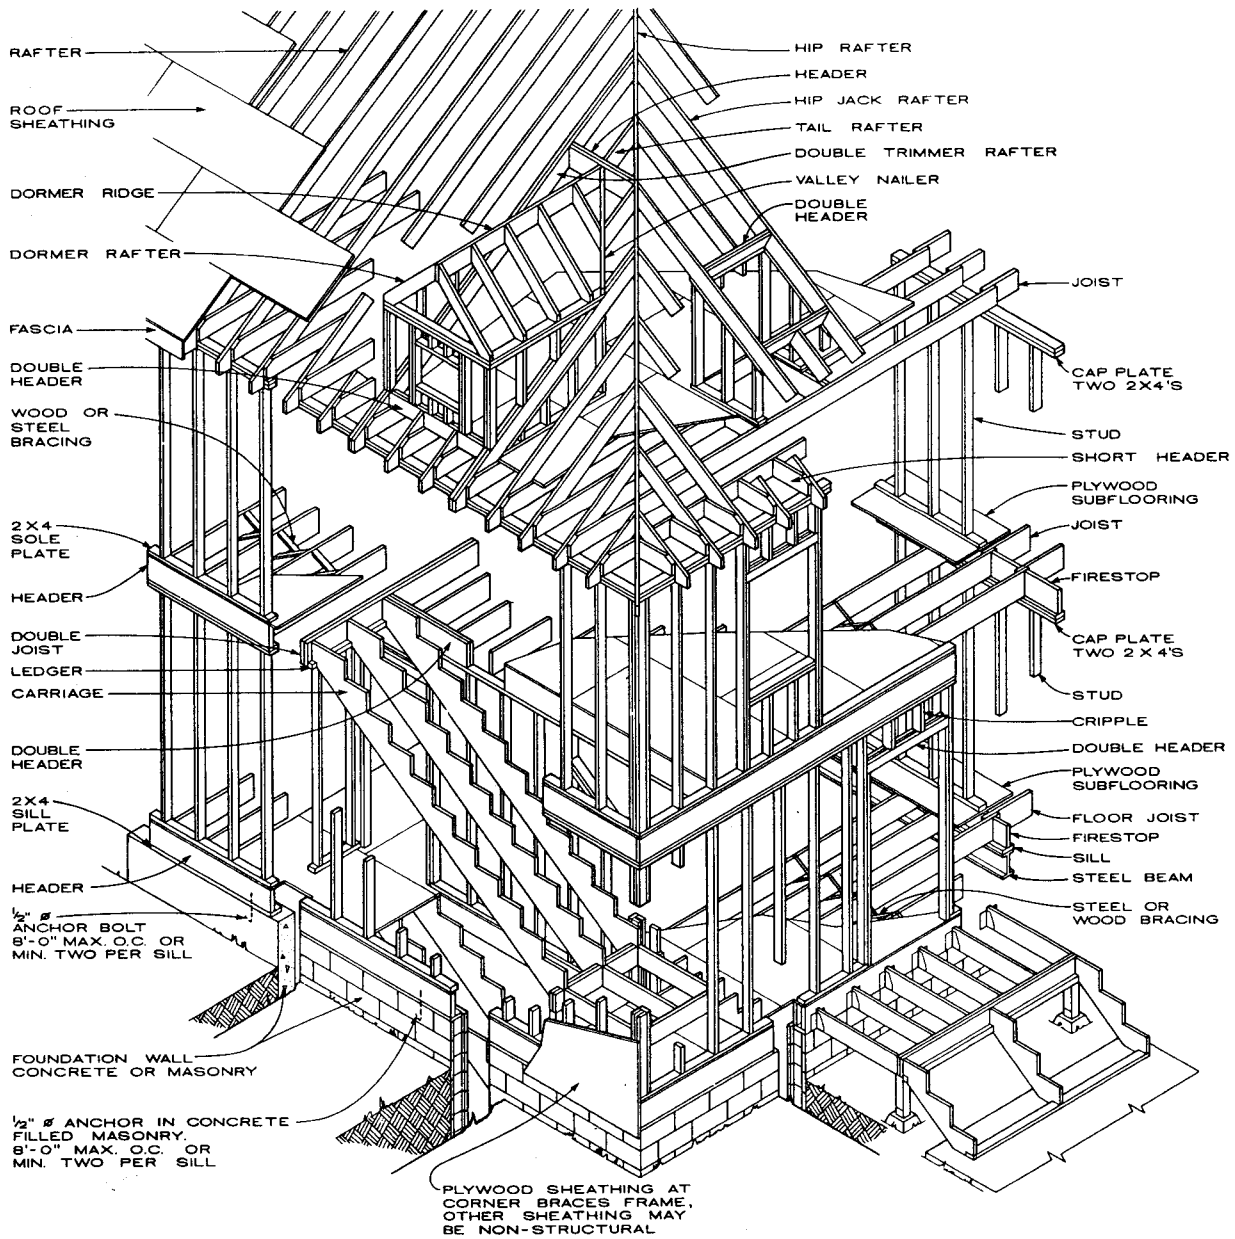 RAFTER
ROOF
SHEATHING
DORMER RIDGE
DORMER RAFTER
FASCIA
DOUBLE
HEADER
WOOD OR
STEEL
BRACING
2X4
SOLE
PLATE
HEADER
DOUBLE
JOIST
LEDGER
CARRIAGE
DOUBLE
HEADER
2X4
SILL
PLATE
HEADER
1/2" Ø
ANCHOR BOLT
8'-0" MAX. O.C. OR
MIN. TWO PER SILL
FOUNDATION WALL
CONCRETE OR MASONRY
1/2" Ø ANCHOR IN CONCRETE
FILLED MASONRY.
8'-0" MAX. O.C. OR
MIN. TWO PER SILL
HIP RAFTER
HEADER
HIP JACK RAFTER
TAIL RAFTER
DOUBLE TRIMMER RAFTER
VALLEY NAILER
DOUBLE
HEADER
JOIST
CAP PLATE
TWO 2X4'S
STUD
SHORT HEADER
PLYWOOD
SUBFLOORING
JOIST
FIRESTOP
CAP PLATE
TWO 2X4'S
STUD
CRIPPLE
DOUBLE HEADER
PLYWOOD
SUBFLOORING
FLOOR JOIST
FIRESTOP
SILL
STEEL BEAM
STEEL OR
WOOD BRACING
PLYWOOD SHEATHING AT
CORNER BRACES FRAME,
OTHER SHEATHING MAY
BE NON-STRUCTURAL